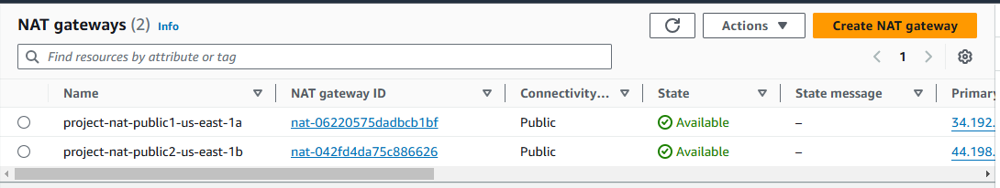 NAT gateways (2) Info
Actions
Create NAT gateway
Find resources by attribute or tag
1
Name NAT gateway ID Connectivity... State State message Primary
project-nat-public1-us-east-1a nat-06220575dadbcb1bf Public Available – 34.192.
project-nat-public2-us-east-1b nat-042fd4da75c886626 Public Available – 44.198.